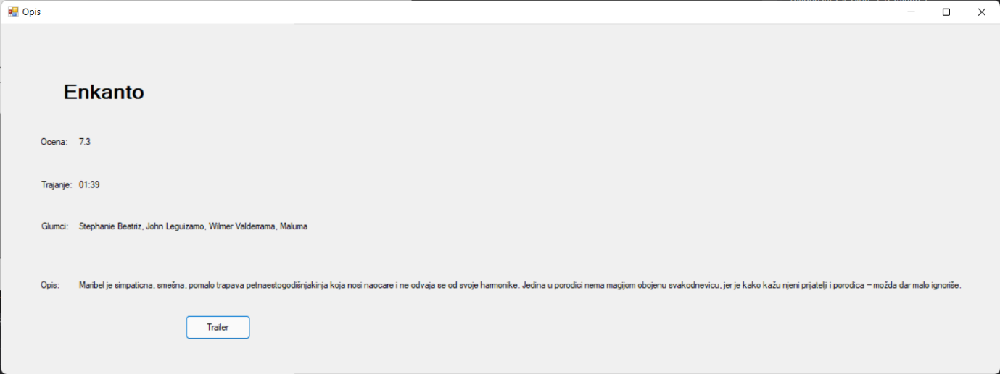 Opis
Enkanto
Ocena: 7.3
Trajanje: 01:39
Glumci: Stephanie Beatriz, John Leguizamo, Wilmer Valderrama, Maluma
Opis: Maribel je simpaticna, smešna, pomalo trapava petnaestogodišnjakinja koja nosi naocare i ne odvaja se od svoje harmonike. Jedina u porodici nema magijom obojenu svakodnevicu, jer je kako kažu njeni prijatelji i porodica – možda dar malo ignoriše.
Trailer